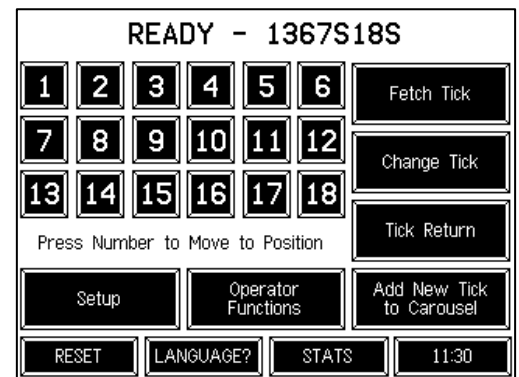 READY - 1367S18S
1 2 3 4 5 6
Fetch Tick
7 8 9 10 11 12
Change Tick
13 14 15 16 17 18
Tick Return
Press Number to Move to Position
Setup
Operator
Functions
Add New Tick
to Carousel
RESET
LANGUAGE?
STATS
11:30